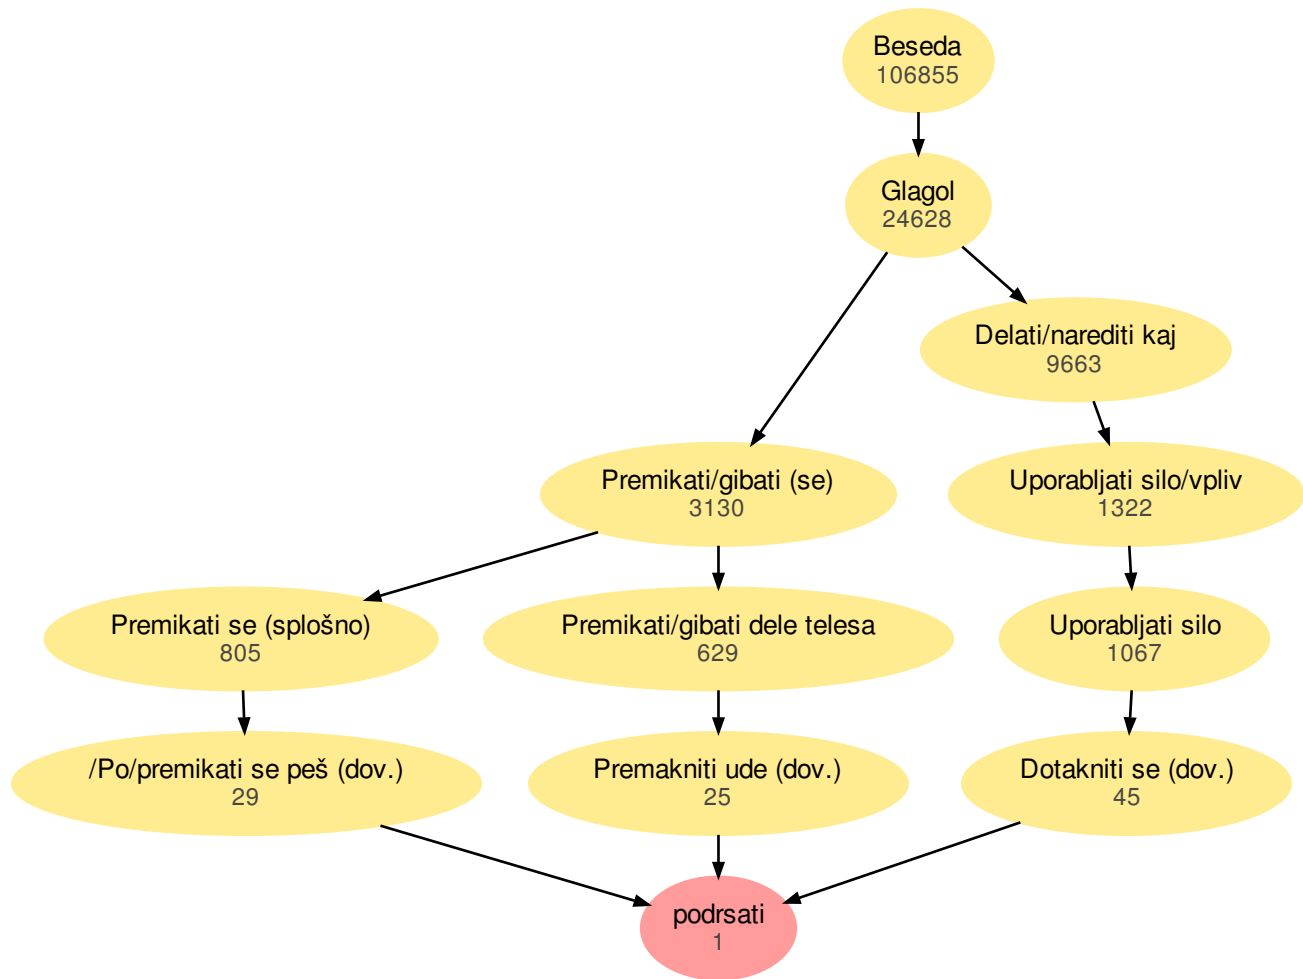 Beseda
106855
Glagol
24628
Delati/narediti kaj
9663
Premikati/gibati (se)
3130
Uporabljati silo/vpliv
1322
Premikati se (splošno)
805
Premikati/gibati dele telesa
629
Uporabljati silo
1067
/Po/premikati se peš (dov.)
29
Premakniti ude (dov.)
25
Dotakniti se (dov.)
45
podrsati
1